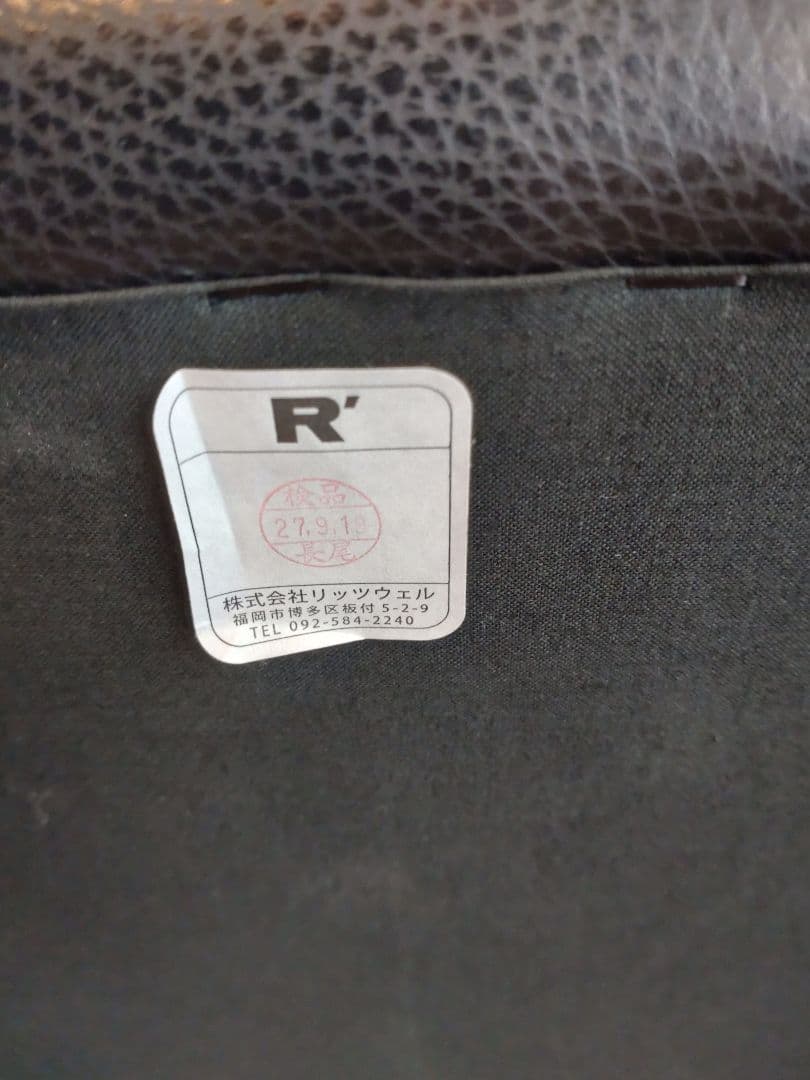 R'
検品
27.9.19
長尾
株式会社リッツウェル
福岡市博多区板付 5-2-9
TEL 092-584-2240